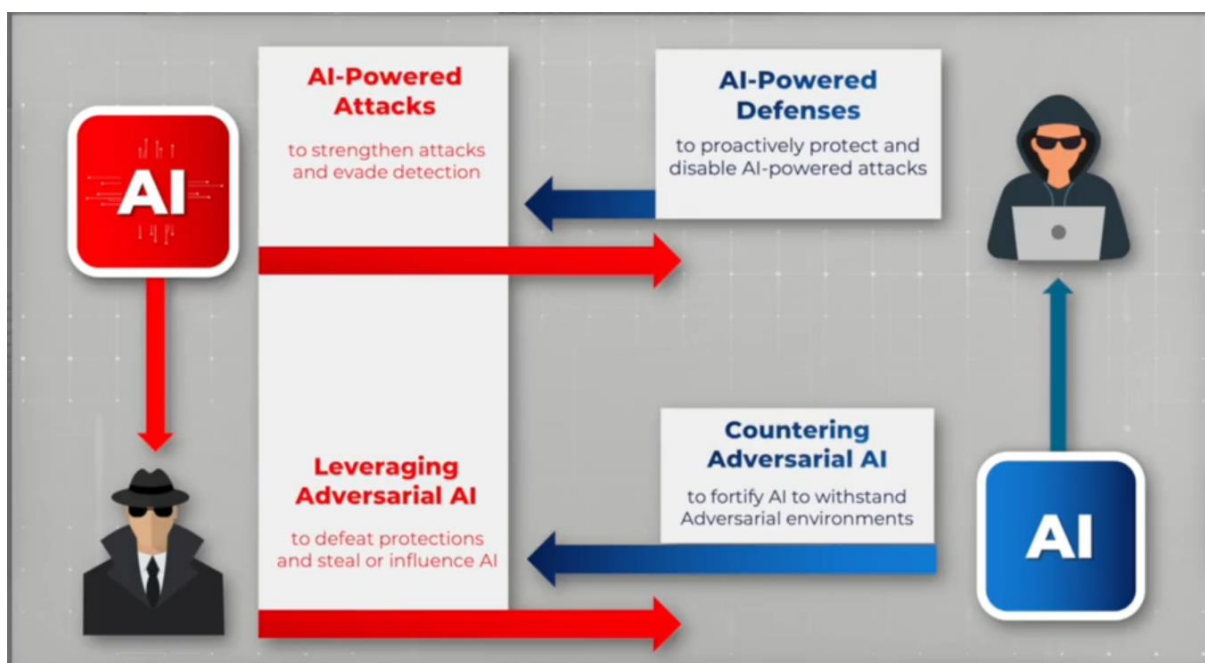 AI
AI-Powered
Attacks
to strengthen attacks
and evade detection
AI-Powered
Defenses
to proactively protect and
disable AI-powered attacks
Leveraging
Adversarial AI
to defeat protections
and steal or influence AI
Countering
Adversarial AI
to fortify AI to withstand
Adversarial environments
AI